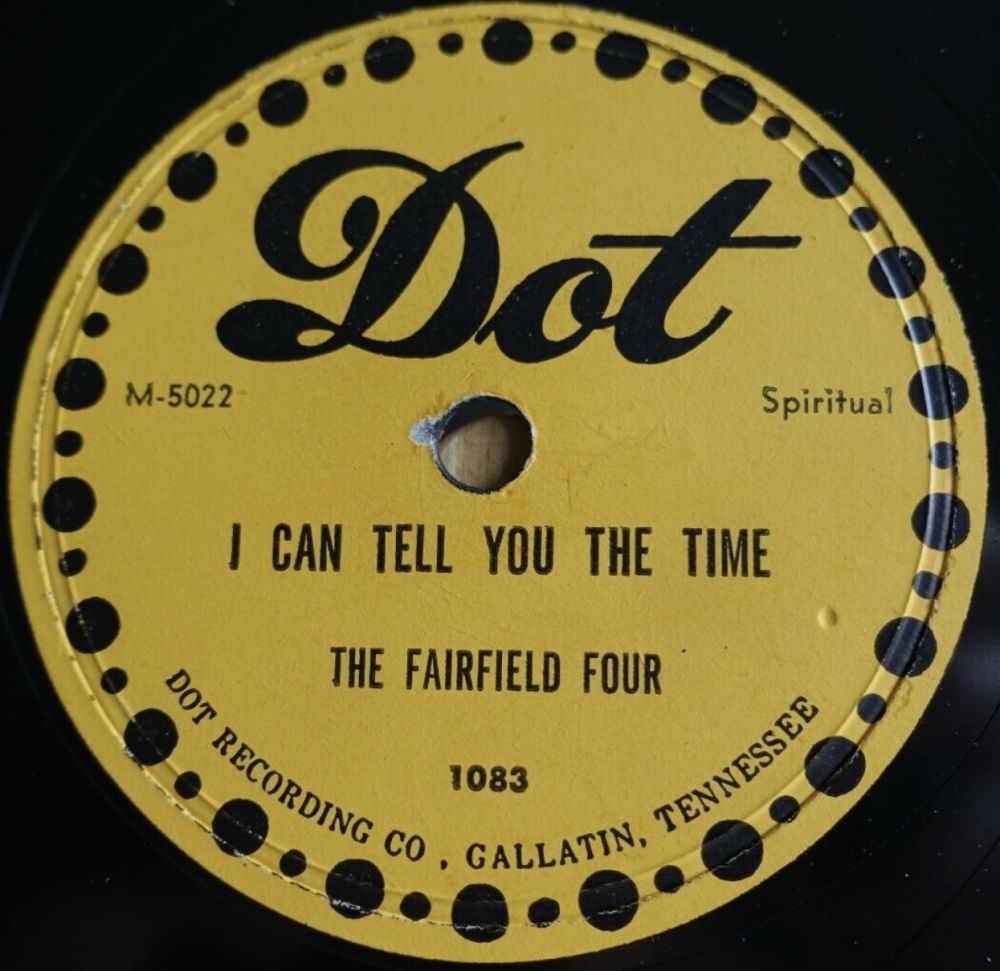 Dot
M-5022
Spiritual
I CAN TELL YOU THE TIME
THE FAIRFIELD FOUR
1083
DOT RECORDING CO., GALLATIN, TENNESSEE